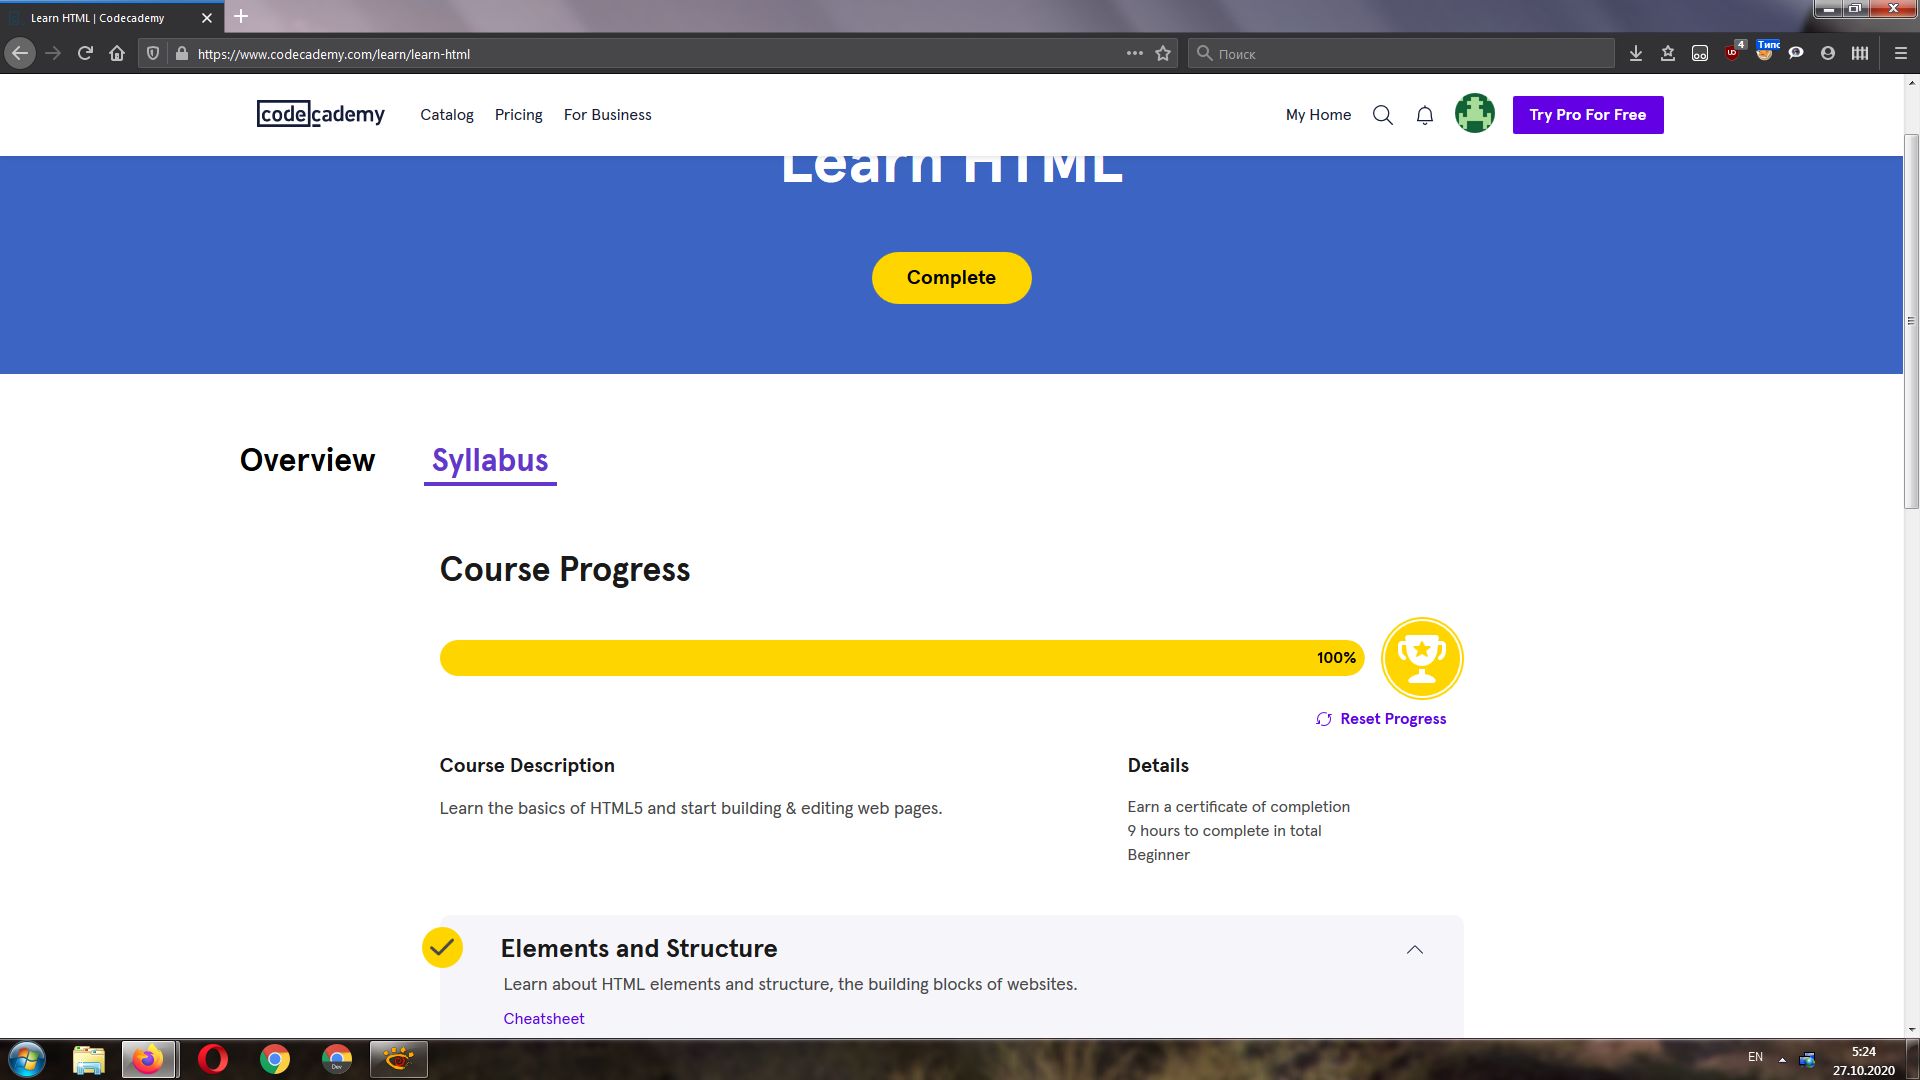 Learn HTML | Codecademy
https://www.codecademy.com/learn/learn-html
Поиск
4
Типс
codecademy
Catalog
Pricing
For Business
My Home
Try Pro For Free
Learn HTML
Complete
Overview
Syllabus
Course Progress
100%
Reset Progress
Course Description
Details
Learn the basics of HTML5 and start building & editing web pages.
Earn a certificate of completion
9 hours to complete in total
Beginner
Elements and Structure
Learn about HTML elements and structure, the building blocks of websites.
Cheatsheet
Dev
EN
5:24
27.10.2020